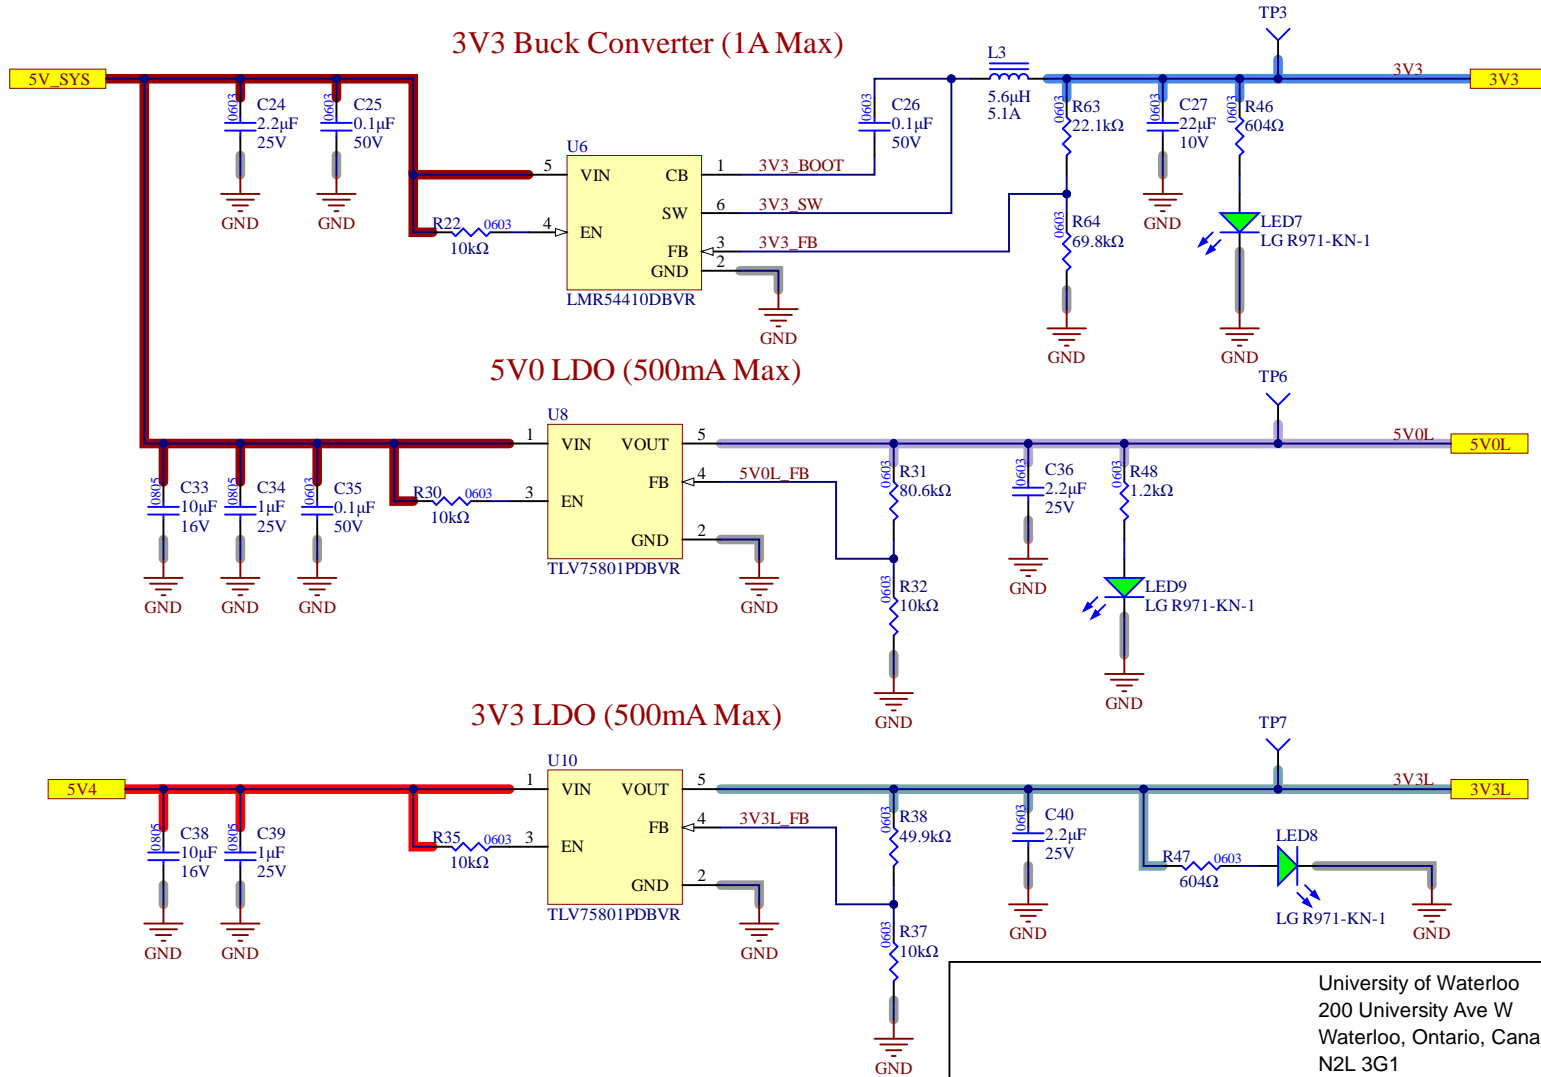 3V3 Buck Converter (1A Max)
TP3
5V_SYS
3V3
3V3
0603
C24
2.2µF
25V
GND
0603
C25
0.1µF
50V
GND
0603
C26
0.1µF
50V
L3
5.6µH
5.1A
0603
R63
22.1kΩ
0603
C27
22µF
10V
0603
R46
604Ω
U6
5
VIN
CB
1
3V3_BOOT
SW
6
3V3_SW
R22
0603
10kΩ
4
EN
FB
3
3V3_FB
GND
2
LMR54410DBVR
GND
0603
R64
69.8kΩ
GND
LED7
LG R971-KN-1
GND
5V0 LDO (500mA Max)
TP6
U8
1
VIN
VOUT
5
5V0L
5V0L
0805
C33
10µF
16V
GND
0805
C34
1µF
25V
GND
0603
C35
0.1µF
50V
GND
R30
0603
10kΩ
3
EN
FB
4
5V0L_FB
GND
2
TLV75801PDBVR
GND
0603
R31
80.6kΩ
0603
R32
10kΩ
GND
0603
C36
2.2µF
25V
GND
0603
R48
1.2kΩ
LED9
LG R971-KN-1
GND
3V3 LDO (500mA Max)
TP7
5V4
U10
1
VIN
VOUT
5
3V3L
3V3L
0805
C38
10µF
16V
GND
0805
C39
1µF
25V
GND
R35
0603
10kΩ
3
EN
FB
4
3V3L_FB
GND
2
TLV75801PDBVR
GND
0603
R38
49.9kΩ
0603
R37
10kΩ
GND
0603
C40
2.2µF
25V
GND
R47
0603
604Ω
LED8
LG R971-KN-1
GND
University of Waterloo
200 University Ave W
Waterloo, Ontario, Cana
N2L 3G1